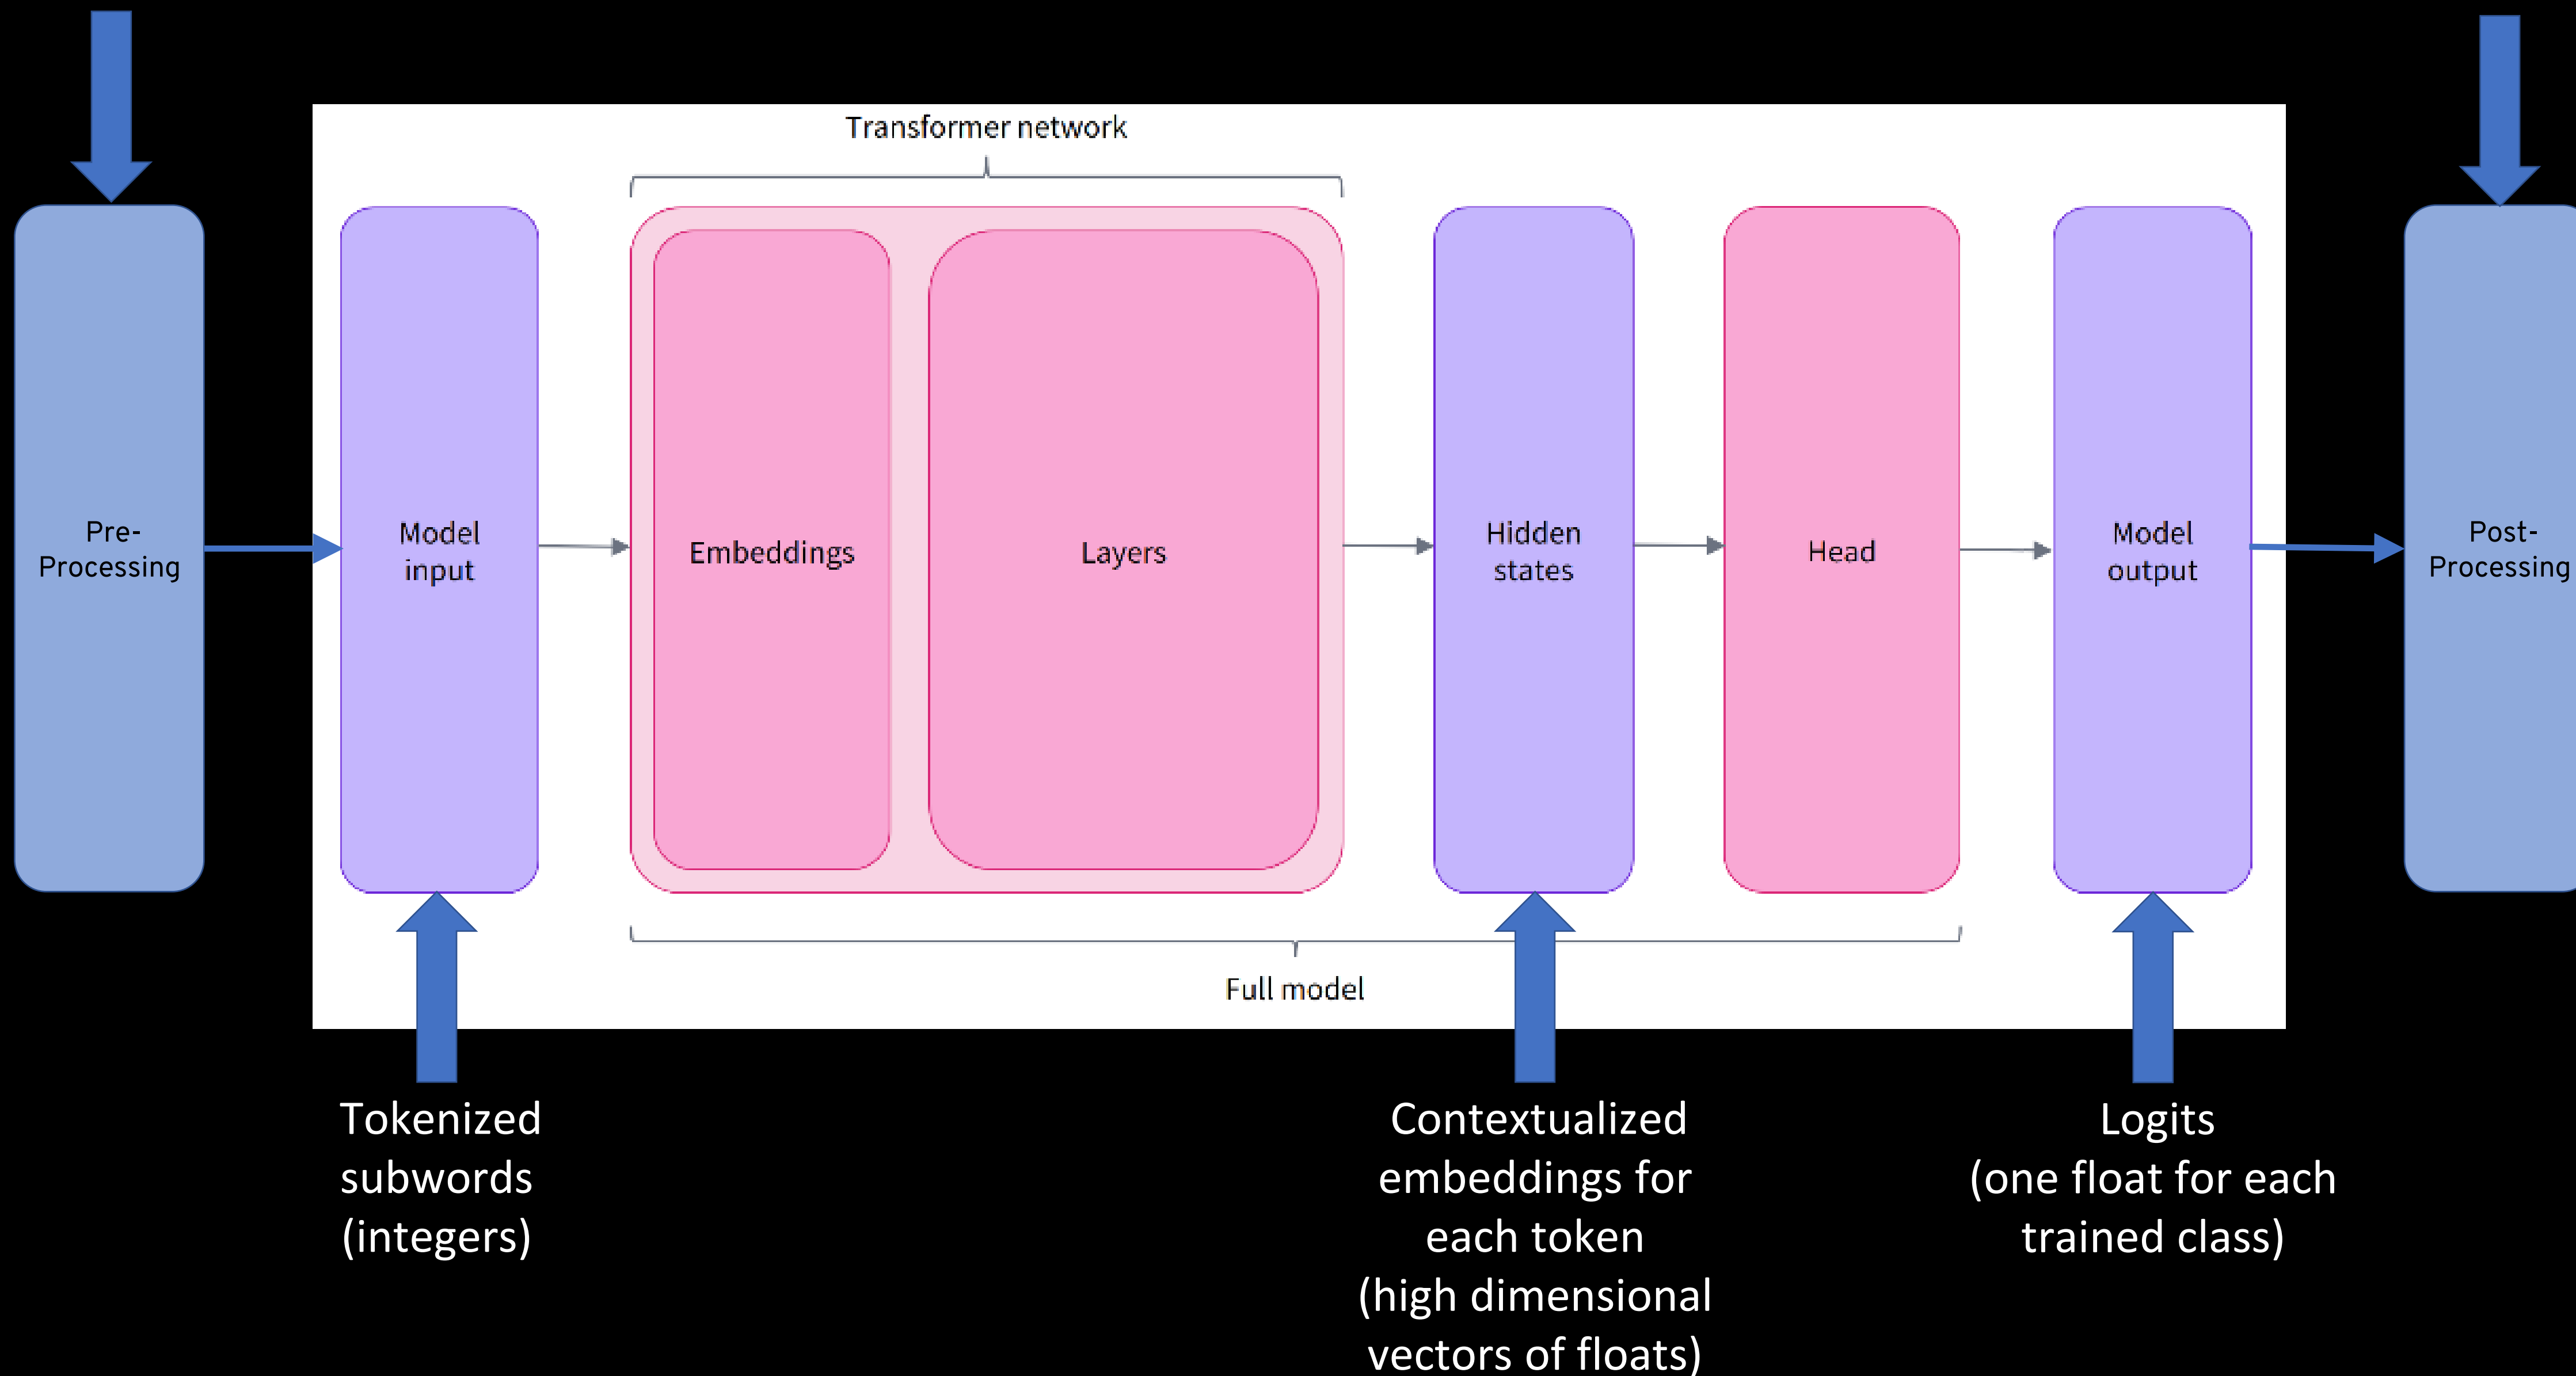 Transformer network
Pre-
Processing
Model
input
Embeddings
Layers
Hidden
states
Head
Model
output
Post-
Processing
Full model
Tokenized
subwords
(integers)
Contextualized
embeddings for
each token
(high dimensional
vectors of floats)
Logits
(one float for each
trained class)